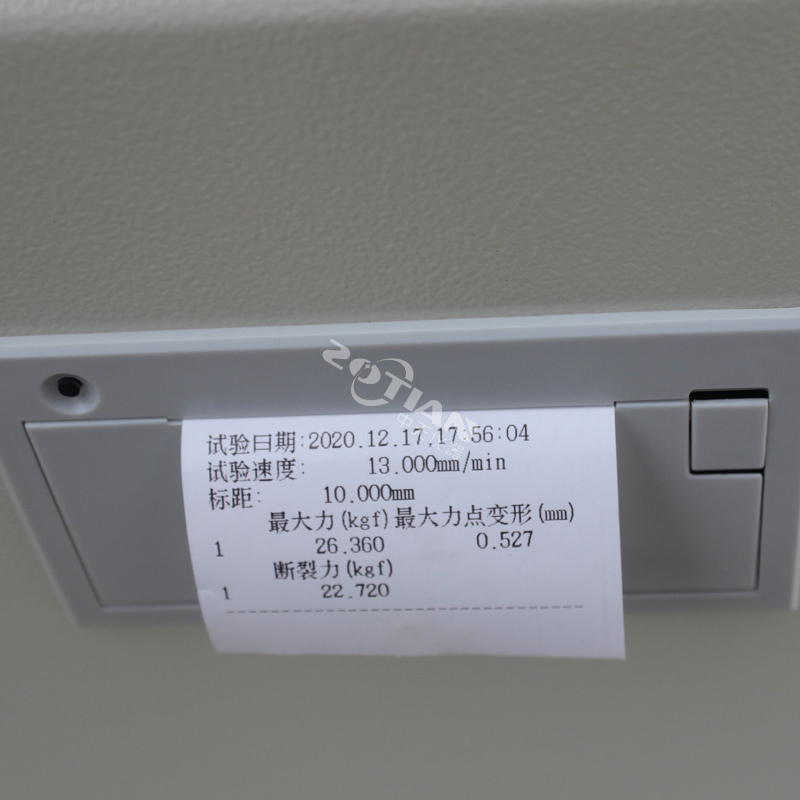 ZOTIAN
试验日期:2020.12.17.17:56:04
试验速度: 13.000mm/min
标距: 10.000mm
最大力(kgf)最大力点变形(mm)
1 26.360 0.527
断裂力(kgf)
1 22.720